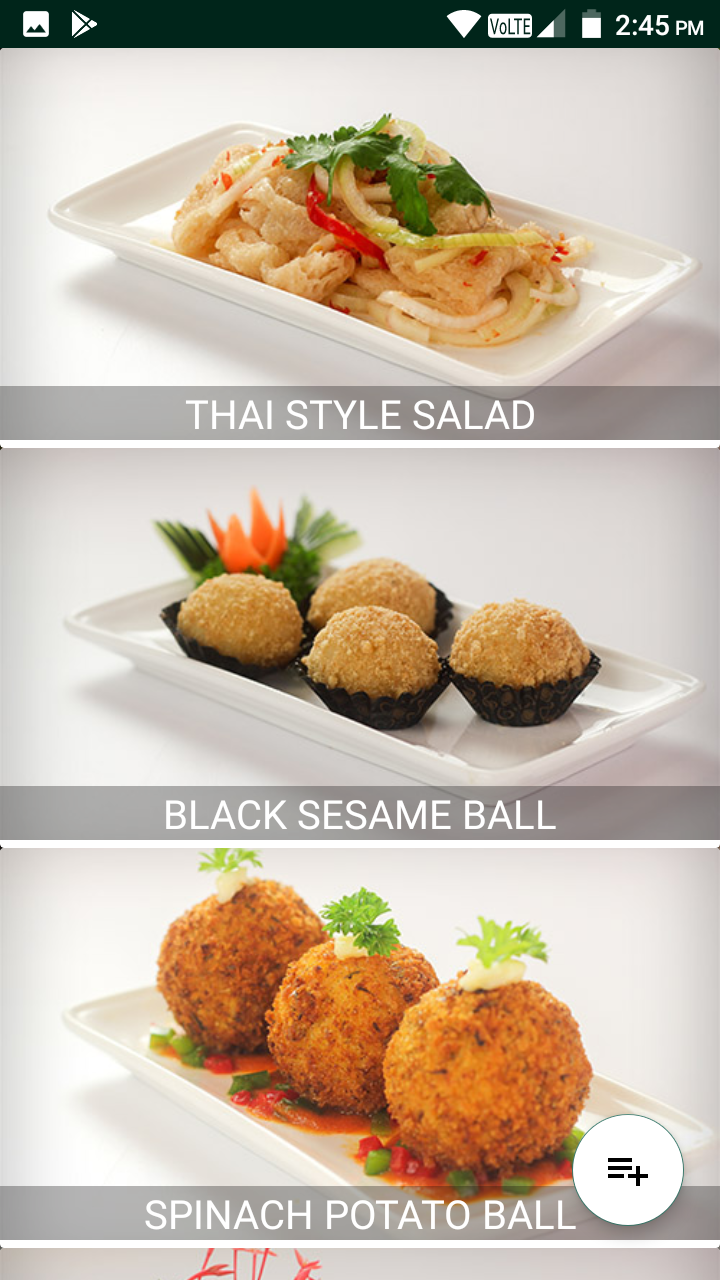 VoLTE 2:45 PM
THAI STYLE SALAD
BLACK SESAME BALL
SPINACH POTATO BALL